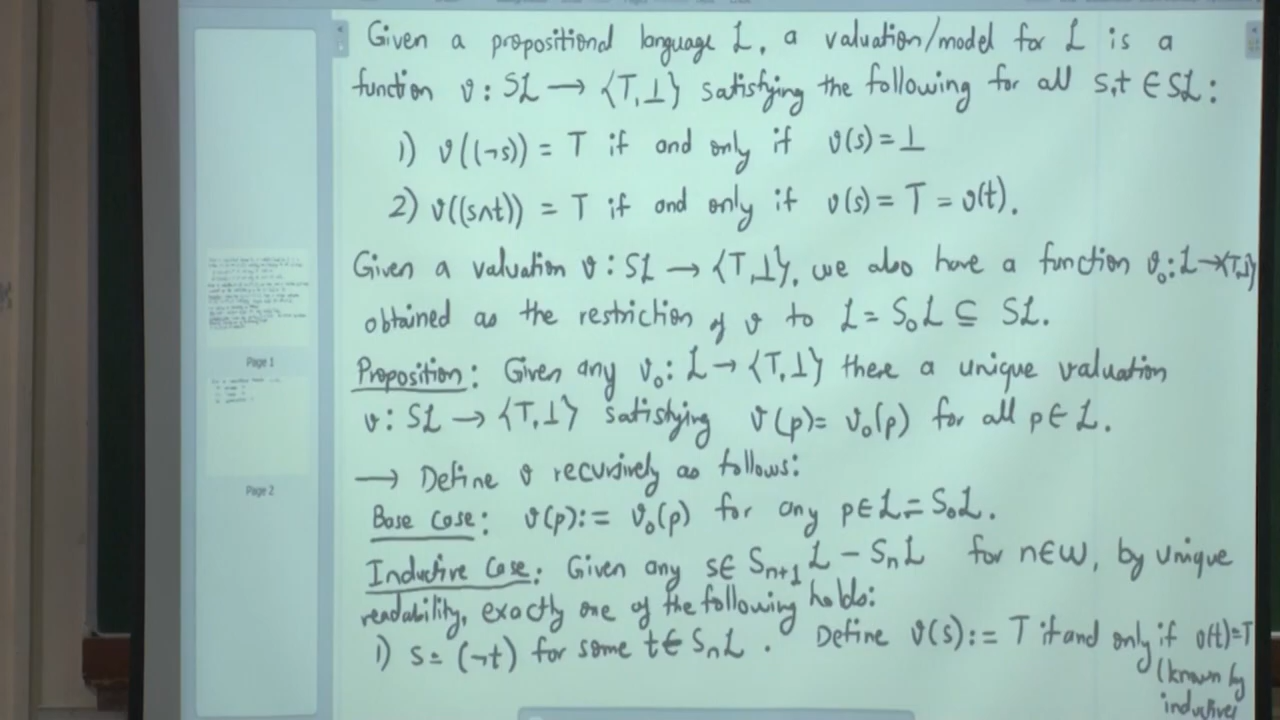 Given a propositional language L, a valuation/model for L is a
function v : SL → {T,⊥} satisfying the following for all s,t ∈ SL :
1) v((¬s)) = T if and only if v(s) = ⊥
2) v((s∧t)) = T if and only if v(s) = T = v(t).
Given a valuation v : SL → {T,⊥}, we also have a function v₀ : L → {T,⊥}
obtained as the restriction of v to L = S₀L ⊆ SL.
Proposition : Given any v₀ : L → {T,⊥} there a unique valuation
v : SL → {T,⊥} satisfying v(p) = v₀(p) for all p ∈ L.
→ Define v recursively as follows :
Base Case : v(p) := v₀(p) for any p ∈ L = S₀L.
Inductive Case : Given any s ∈ Sₙ₊₁L − SₙL for n ∈ ω, by unique
readability, exactly one of the following holds :
1) s = (¬t) for some t ∈ SₙL . Define v(s) := T if and only if v(t) = T
(known by
inductive
Page 1
Page 2